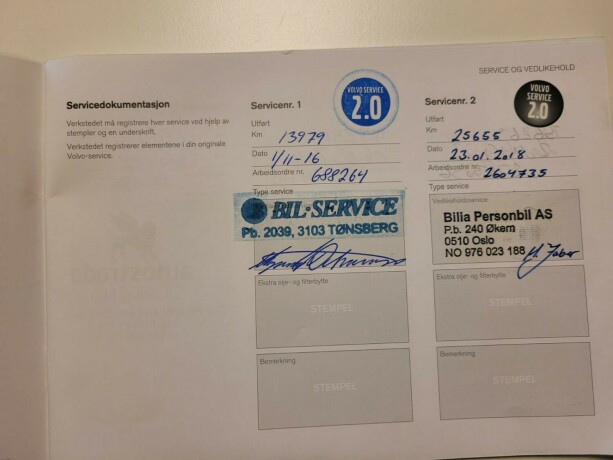 SERVICE OG VEDLIKEHOLD
Servicedokumentasjon
Verkstedet må registrere hver service ved hjelp av
stempler og en underskrift.
Verkstedet registrerer elementene i din originale
Volvo-service.
Servicenr. 1
VOLVO SERVICE
2.0
Utført
Km 13979
Dato 1/11-16
Arbeidsordre nr. 688264
Type service
BIL-SERVICE
Pb. 2039, 3103 TØNSBERG
Ekstra olje- og filterbytte
STEMPEL
Bemerkning
STEMPEL
Servicenr. 2
VOLVO
SERVICE
2.0
Utført
Km 25655
Dato 23.01.2018
Arbeidsordre nr. 2604735
Type service
Vedlikeholdsservice
Bilia Personbil AS
P.b. 240 Økern
0510 Oslo
NO 976 023 188
Ekstra olje- og filterbytte
STEMPEL
Bemerkning
STEMPEL